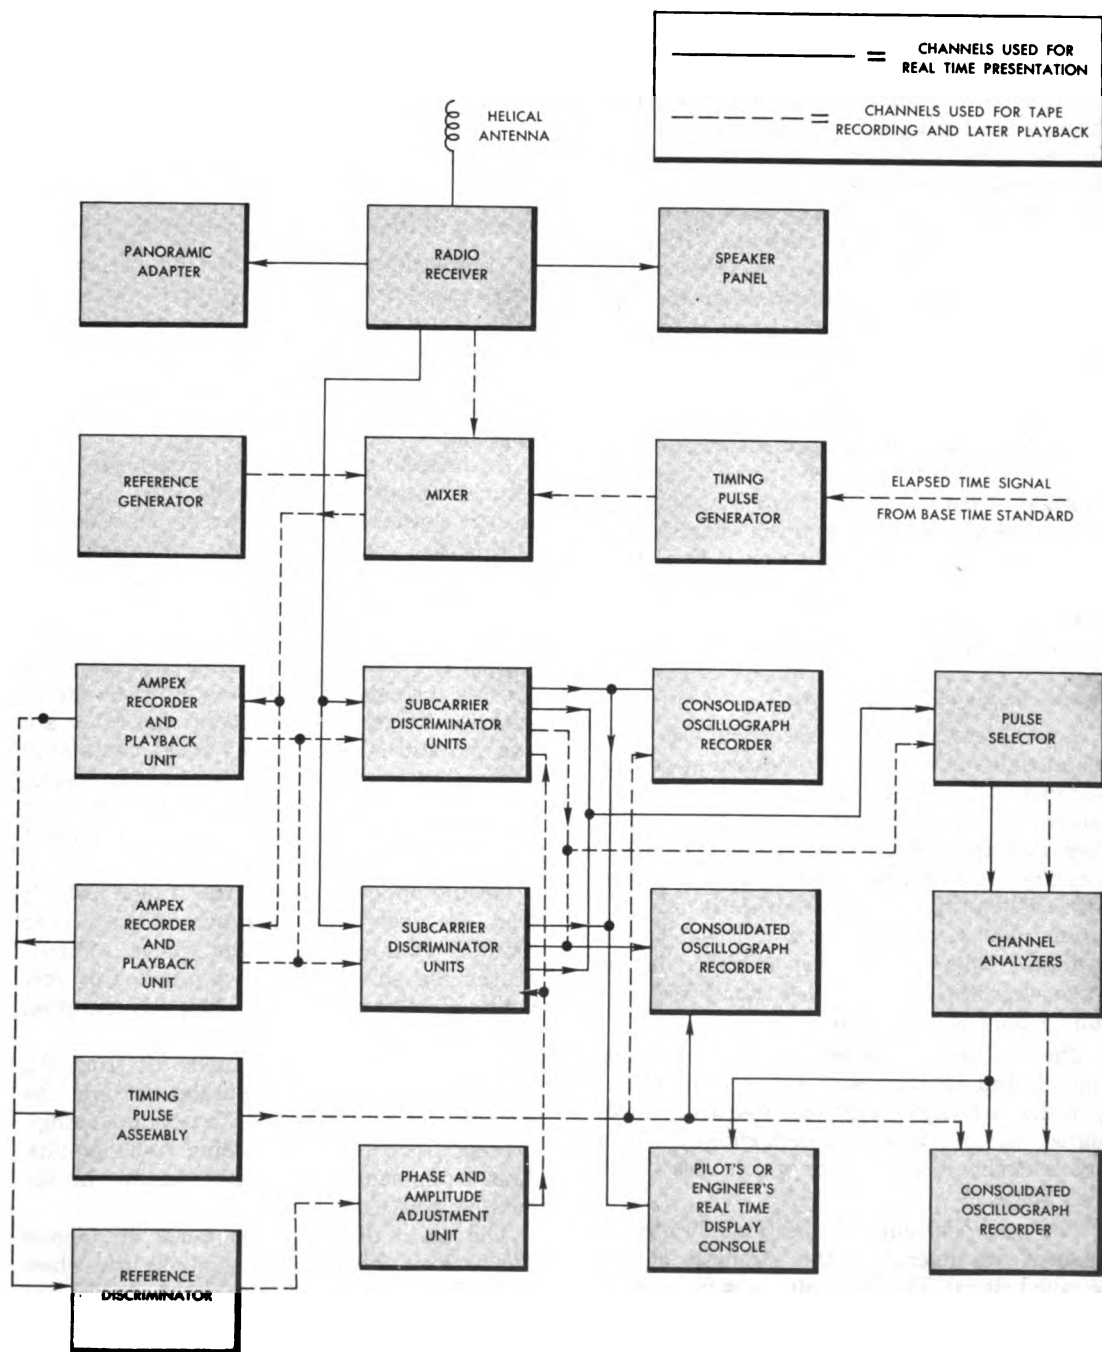 = CHANNELS USED FOR
REAL TIME PRESENTATION
= CHANNELS USED FOR TAPE
RECORDING AND LATER PLAYBACK
HELICAL
ANTENNA
PANORAMIC
ADAPTER
RADIO
RECEIVER
SPEAKER
PANEL
REFERENCE
GENERATOR
MIXER
TIMING
PULSE
GENERATOR
ELAPSED TIME SIGNAL
FROM BASE TIME STANDARD
AMPEX
RECORDER
AND
PLAYBACK
UNIT
SUBCARRIER
DISCRIMINATOR
UNITS
CONSOLIDATED
OSCILLOGRAPH
RECORDER
PULSE
SELECTOR
AMPEX
RECORDER
AND
PLAYBACK
UNIT
SUBCARRIER
DISCRIMINATOR
UNITS
CONSOLIDATED
OSCILLOGRAPH
RECORDER
CHANNEL
ANALYZERS
TIMING
PULSE
ASSEMBLY
PHASE AND
AMPLITUDE
ADJUSTMENT
UNIT
PILOT'S OR
ENGINEER'S
REAL TIME
DISPLAY
CONSOLE
CONSOLIDATED
OSCILLOGRAPH
RECORDER
REFERENCE
DISCRIMINATOR